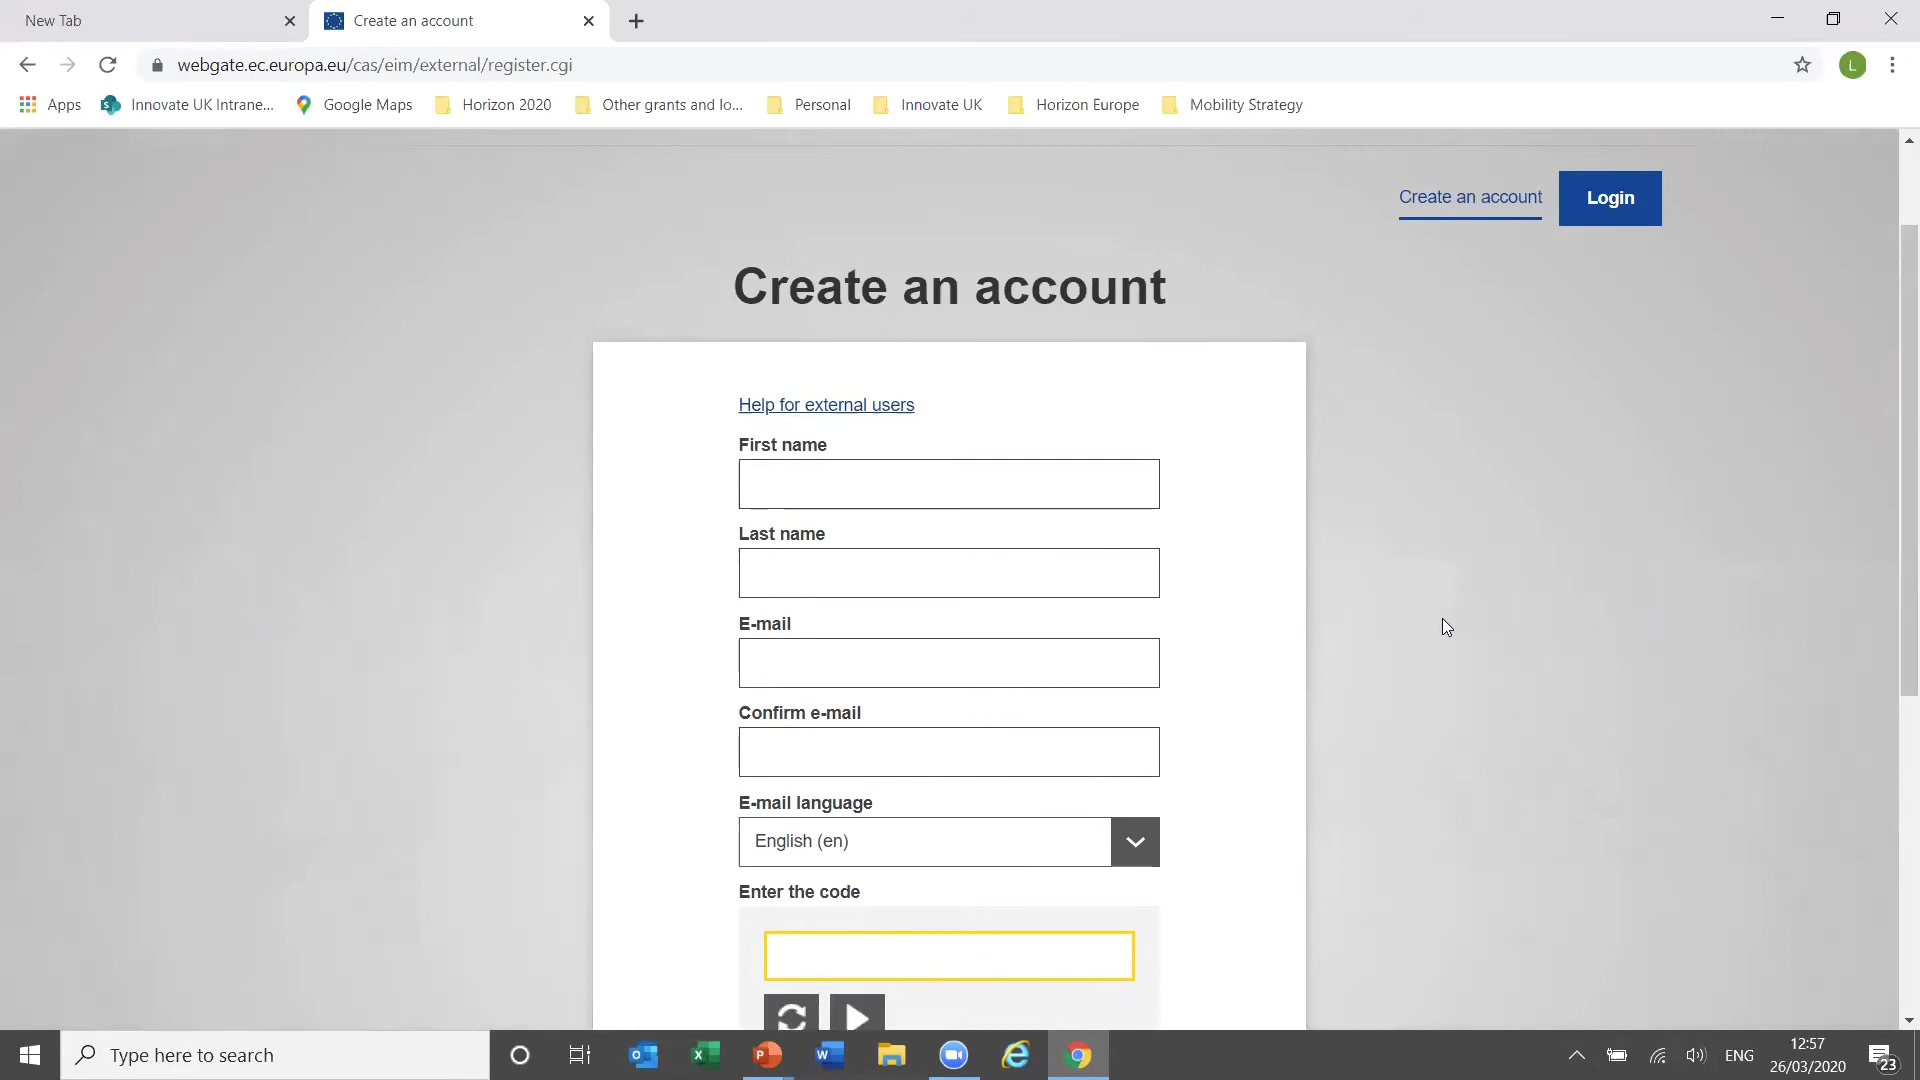 New Tab
Create an account
webgate.ec.europa.eu/cas/eim/external/register.cgi
L
Apps
Innovate UK Intrane...
Google Maps
Horizon 2020
Other grants and lo...
Personal
Innovate UK
Horizon Europe
Mobility Strategy
Create an account
Login
Create an account
Help for external users
First name
Last name
E-mail
Confirm e-mail
E-mail language
English (en)
Enter the code
Type here to search
ENG
12:57
26/03/2020
23